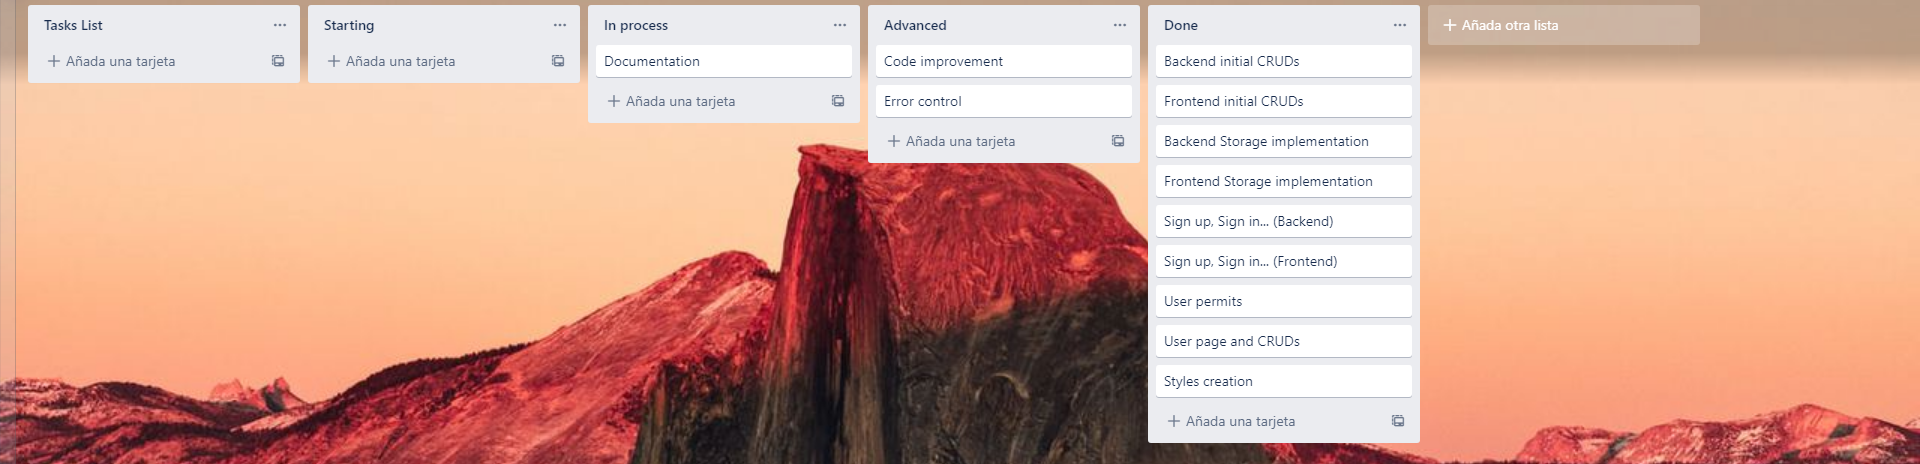 Tasks List
Añada una tarjeta
Starting
Añada una tarjeta
In process
Documentation
Añada una tarjeta
Advanced
Code improvement
Error control
Añada una tarjeta
Done
Backend initial CRUDs
Frontend initial CRUDs
Backend Storage implementation
Frontend Storage implementation
Sign up, Sign in... (Backend)
Sign up, Sign in... (Frontend)
User permits
User page and CRUDs
Styles creation
Añada una tarjeta
Añada otra lista